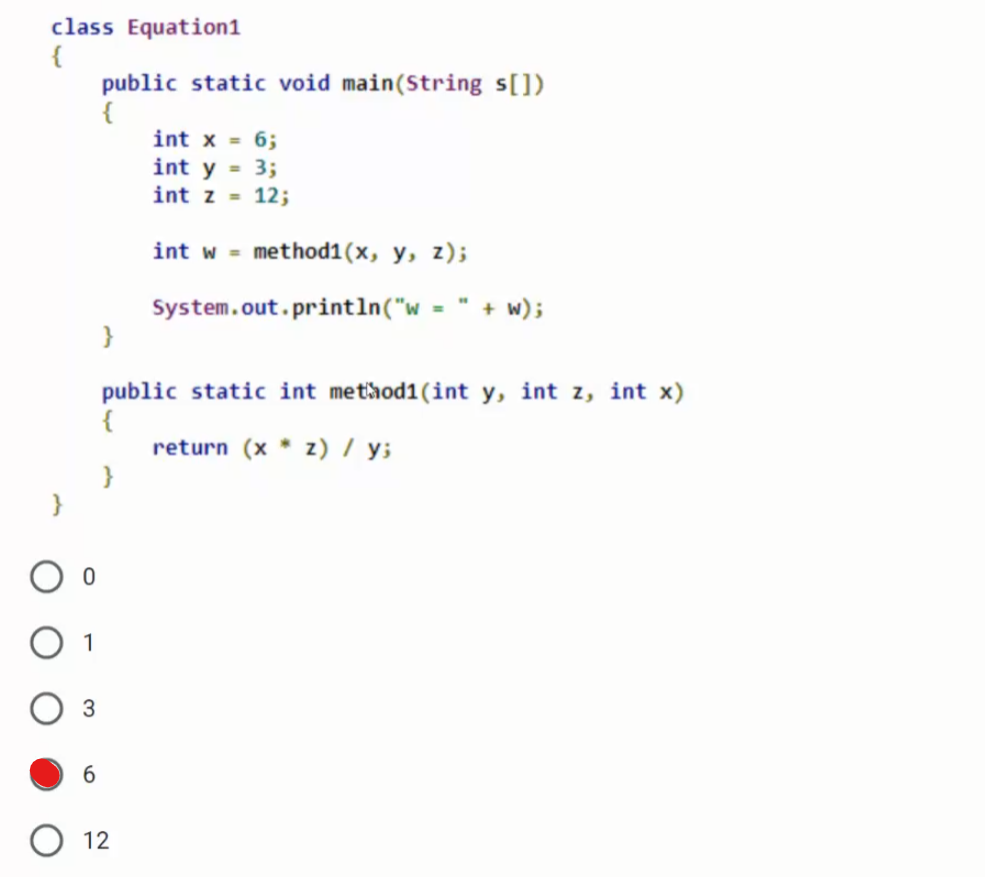 class Equation1
{
public static void main(String s[])
{
int x = 6;
int y = 3;
int z = 12;
int w = method1(x, y, z);
System.out.println("w = " + w);
}
public static int method1(int y, int z, int x)
{
return (x * z) / y;
}
}
0
1
3
6
12